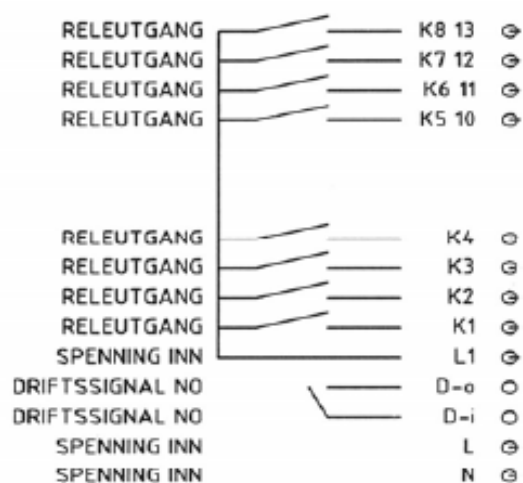 RELEUTGANG K8 13
RELEUTGANG K7 12
RELEUTGANG K6 11
RELEUTGANG K5 10
RELEUTGANG K4
RELEUTGANG K3
RELEUTGANG K2
RELEUTGANG K1
SPENNING INN L1
DRIFTSSIGNAL NO D-o
DRIFTSSIGNAL NO D-i
SPENNING INN L
SPENNING INN N